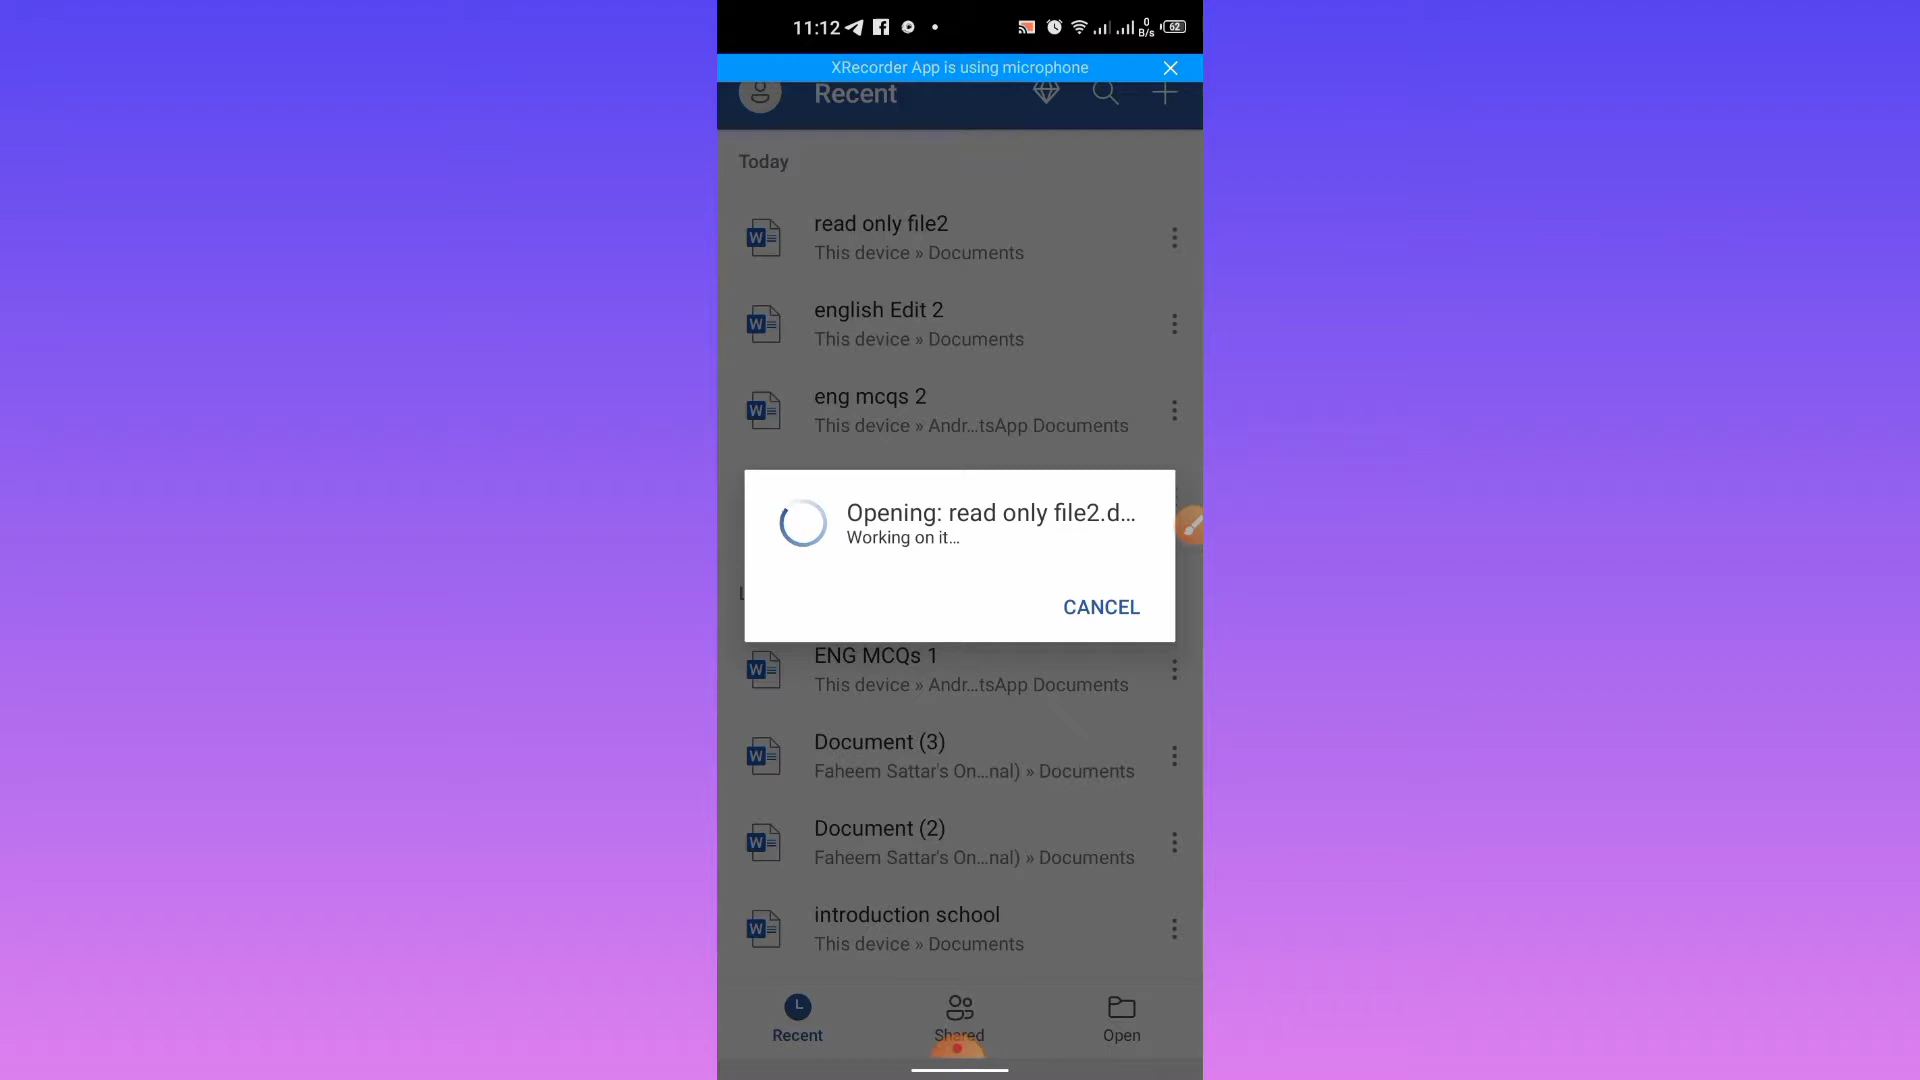 11:12
0
B/s
62
XRecorder App is using microphone
Recent
Today
W
read only file2
This device » Documents
W
english Edit 2
This device » Documents
W
eng mcqs 2
This device » Andr...tsApp Documents
Opening: read only file2.d...
Working on it...
CANCEL
W
ENG MCQs 1
This device » Andr...tsApp Documents
W
Document (3)
Faheem Sattar's On...nal) » Documents
W
Document (2)
Faheem Sattar's On...nal) » Documents
W
introduction school
This device » Documents
Recent
Shared
Open